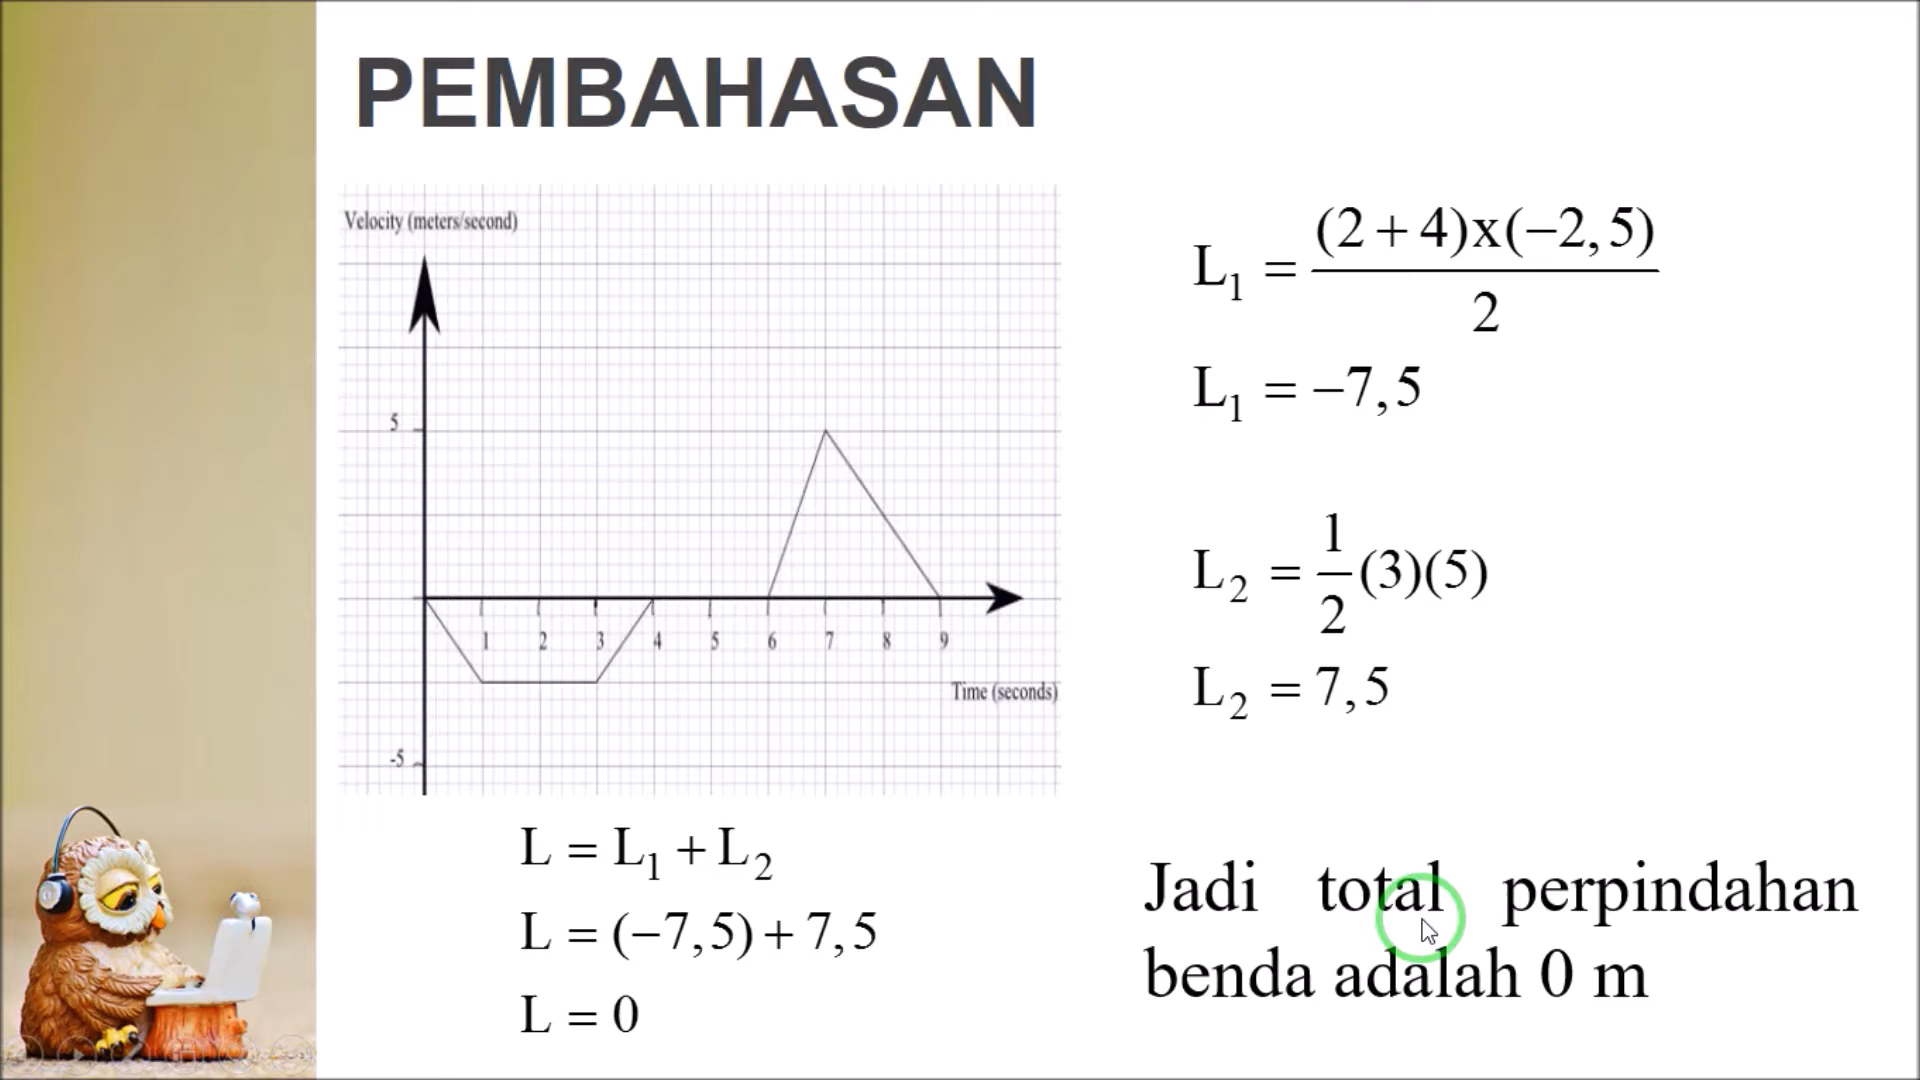 PEMBAHASAN
Velocity (meters/second)
5
1 2 3 4 5 6 7 8 9
Time (seconds)
-5
L₁ = (2 + 4)x(−2, 5) / 2
L₁ = −7, 5
L₂ = 1/2 (3)(5)
L₂ = 7, 5
L = L₁ + L₂
L = (−7, 5) + 7, 5
L = 0
Jadi total perpindahan
benda adalah 0 m